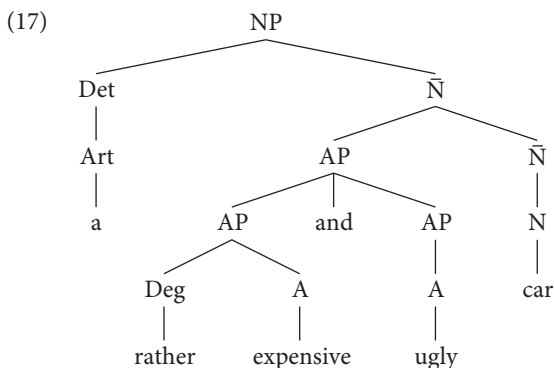 (17) NP
Det N̄
Art AP N̄
a AP and AP N
Deg A A car
rather expensive ugly